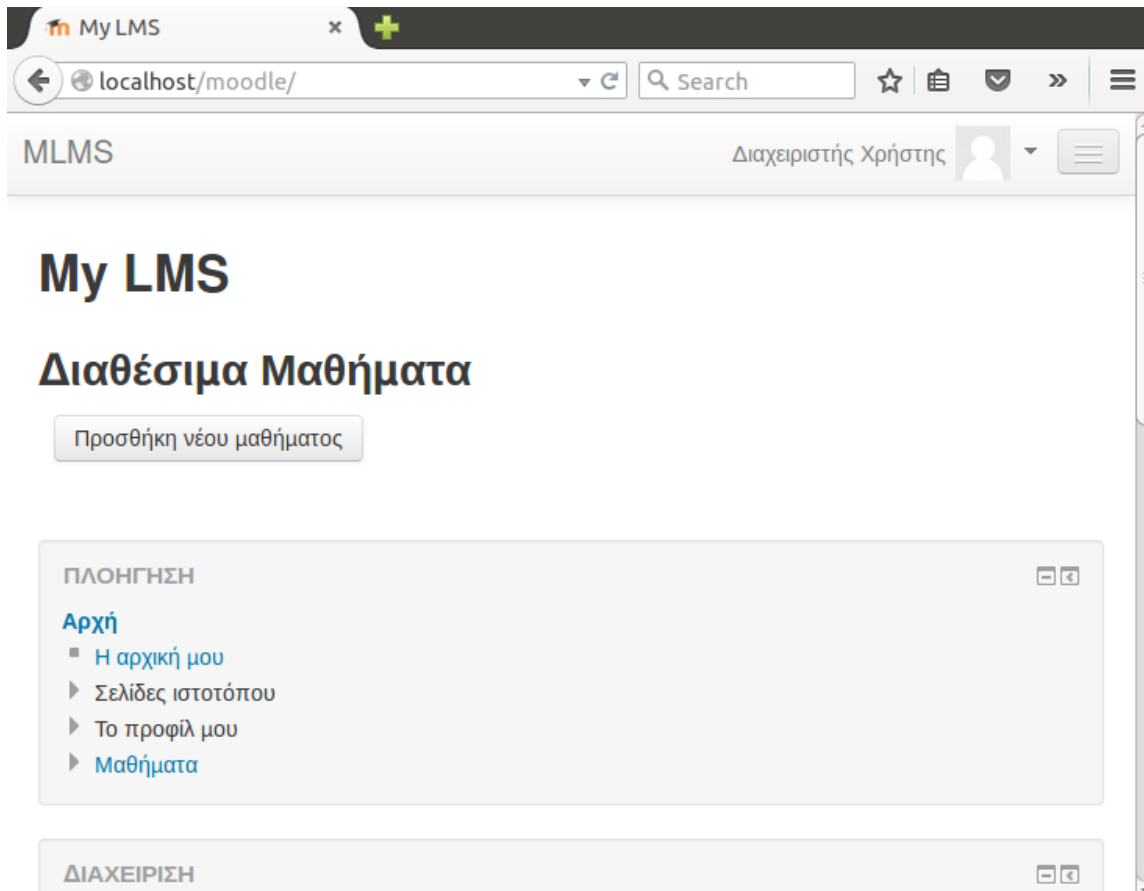 My LMS
localhost/moodle/ Search
MLMS Διαχειριστής Χρήστης
My LMS
Διαθέσιμα Μαθήματα
Προσθήκη νέου μαθήματος
ΠΛΟΗΓΗΣΗ
Αρχή
Η αρχική μου
Σελίδες ιστοτόπου
Το προφίλ μου
Μαθήματα
ΔΙΑΧΕΙΡΙΣΗ